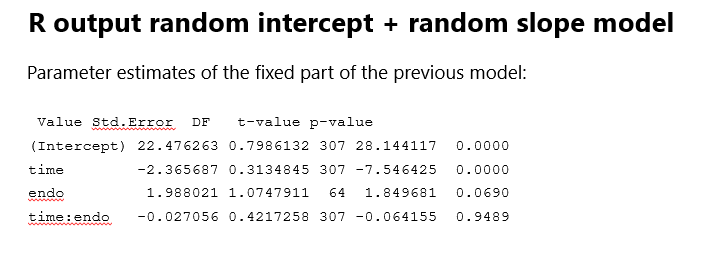 R output random intercept + random slope model
Parameter estimates of the fixed part of the previous model:
Value Std.Error DF t-value p-value
(Intercept) 22.476263 0.7986132 307 28.144117 0.0000
time -2.365687 0.3134845 307 -7.546425 0.0000
endo 1.988021 1.0747911 64 1.849681 0.0690
time:endo -0.027056 0.4217258 307 -0.064155 0.9489